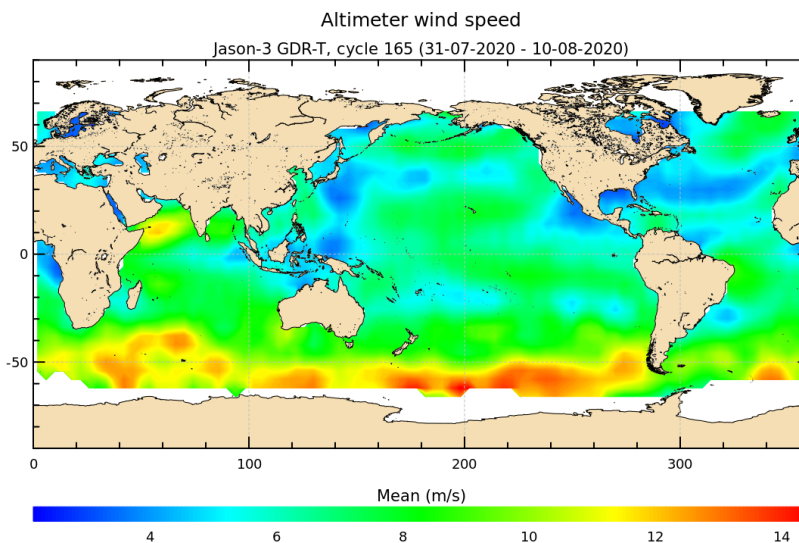 Altimeter wind speed
Jason-3 GDR-T, cycle 165 (31-07-2020 - 10-08-2020)
50
0
-50
0 100 200 300
Mean (m/s)
4 6 8 10 12 14